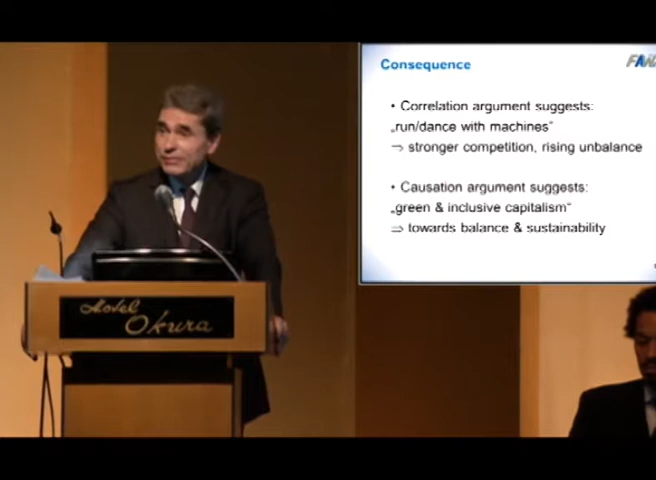 Consequence
FAW
• Correlation argument suggests:
„run/dance with machines“
⇒ stronger competition, rising unbalance
• Causation argument suggests:
„green & inclusive capitalism“
⇒ towards balance & sustainability
Hotel
Okura